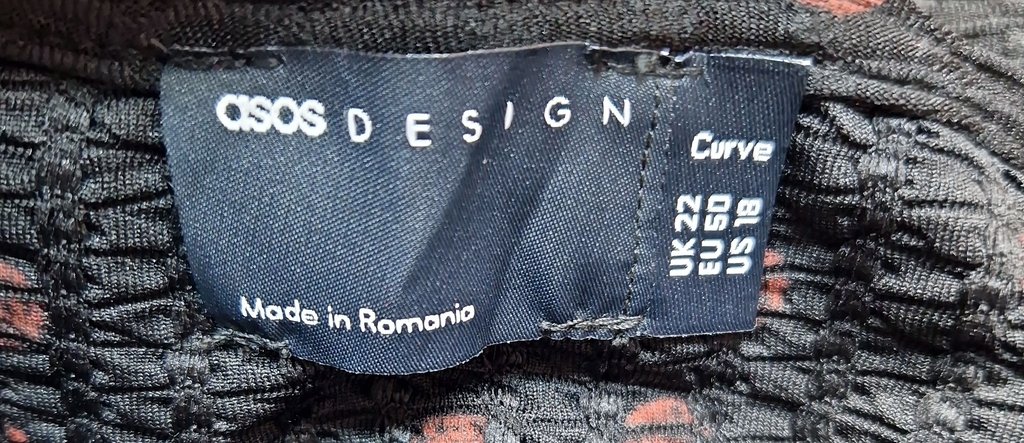 asos DESIGN
Made in Romania
Curve
UK 22
EU 50
US 18